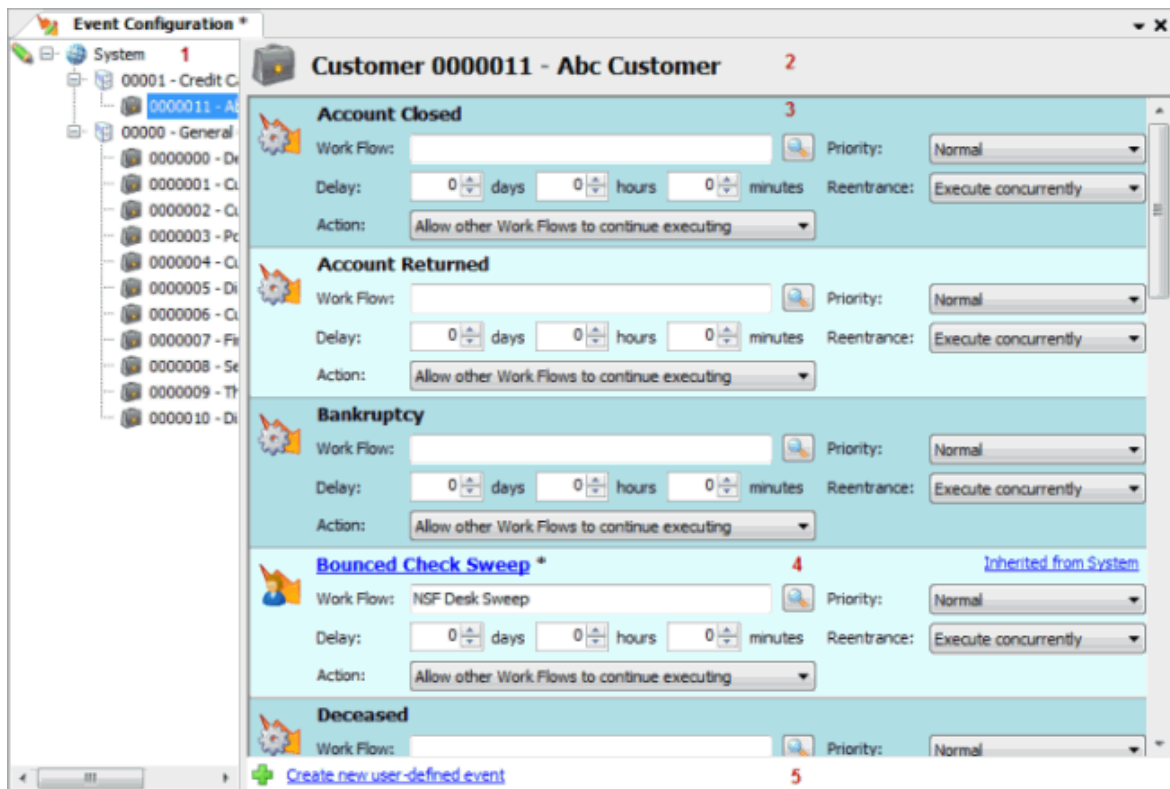 Event Configuration *
System 1
00001 - Credit C
0000011 - A
00000 - General
0000000 - De
0000001 - Cu
0000002 - Cu
0000003 - Po
0000004 - Cu
0000005 - Di
0000006 - Cu
0000007 - Fir
0000008 - Se
0000009 - Th
0000010 - Di
Customer 0000011 - Abc Customer 2
Account Closed 3
Work Flow: Priority: Normal
Delay: 0 days 0 hours 0 minutes Reentrance: Execute concurrently
Action: Allow other Work Flows to continue executing
Account Returned
Work Flow: Priority: Normal
Delay: 0 days 0 hours 0 minutes Reentrance: Execute concurrently
Action: Allow other Work Flows to continue executing
Bankruptcy
Work Flow: Priority: Normal
Delay: 0 days 0 hours 0 minutes Reentrance: Execute concurrently
Action: Allow other Work Flows to continue executing
Bounced Check Sweep * 4 Inherited from System
Work Flow: NSF Desk Sweep Priority: Normal
Delay: 0 days 0 hours 0 minutes Reentrance: Execute concurrently
Action: Allow other Work Flows to continue executing
Deceased
Work Flow: Priority: Normal
Create new user-defined event 5